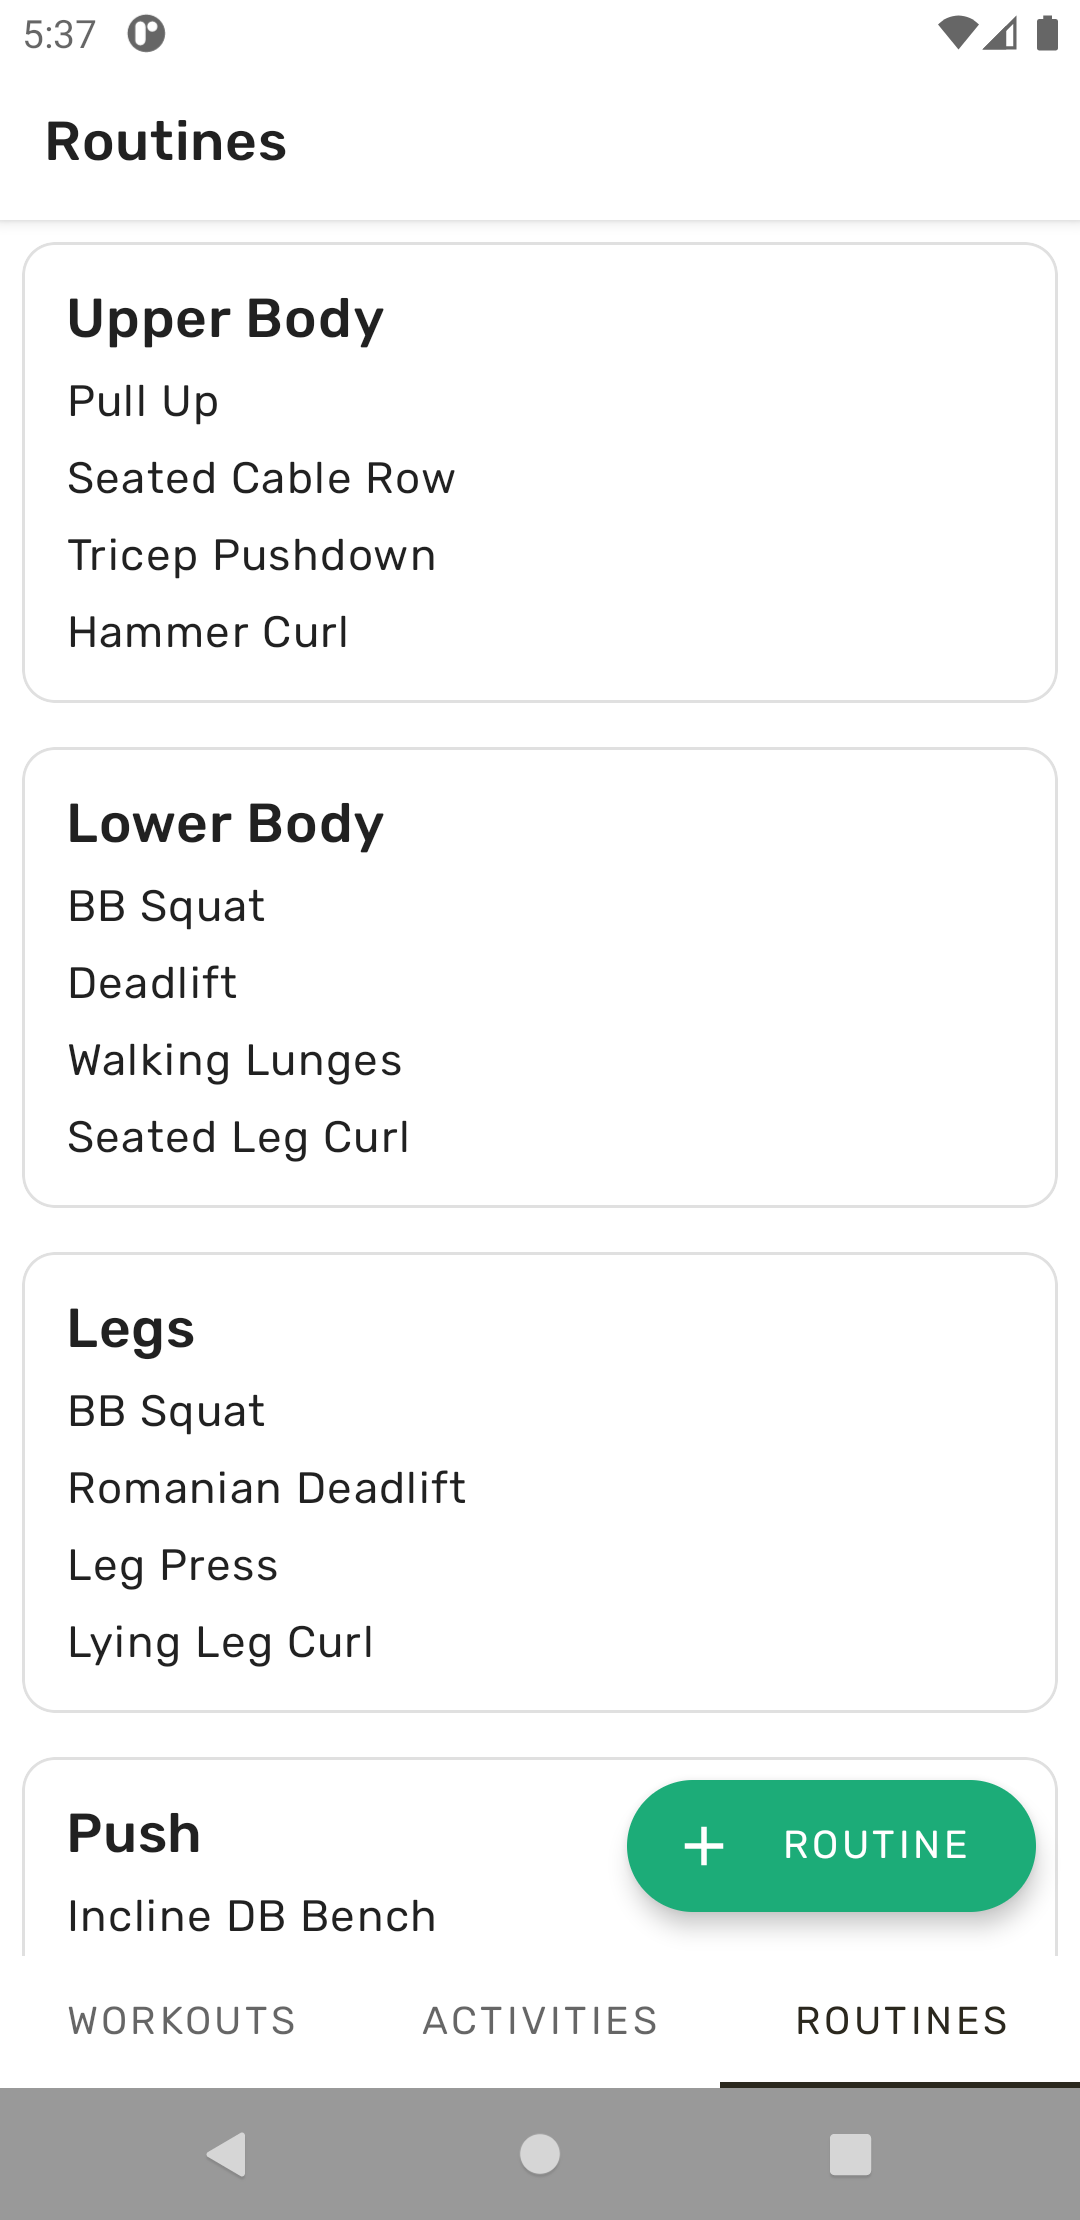 5:37
Routines
Upper Body
Pull Up
Seated Cable Row
Tricep Pushdown
Hammer Curl
Lower Body
BB Squat
Deadlift
Walking Lunges
Seated Leg Curl
Legs
BB Squat
Romanian Deadlift
Leg Press
Lying Leg Curl
Push
+ ROUTINE
Incline DB Bench
WORKOUTS ACTIVITIES ROUTINES